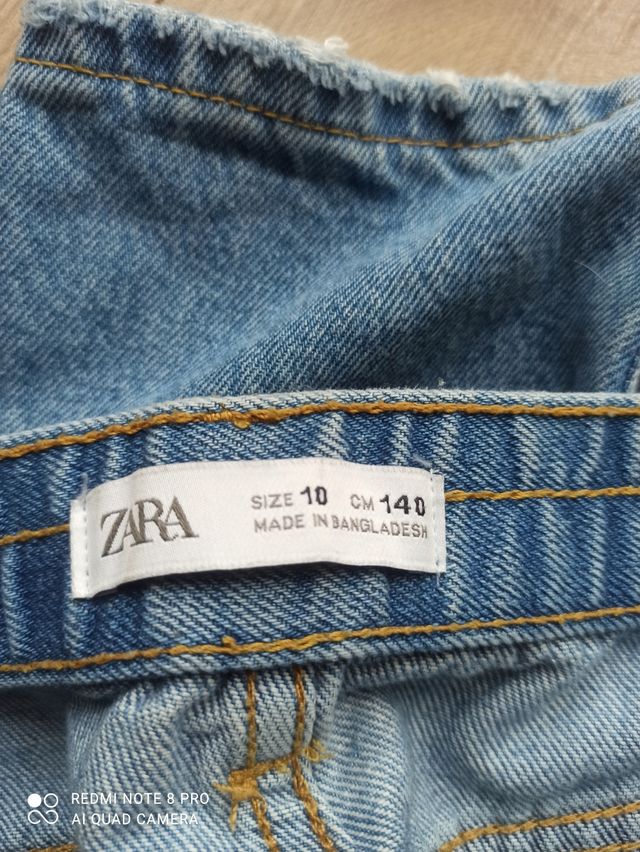 ZARA
SIZE 10 CM 140
MADE IN BANGLADESH
REDMI NOTE 8 PRO
AI QUAD CAMERA